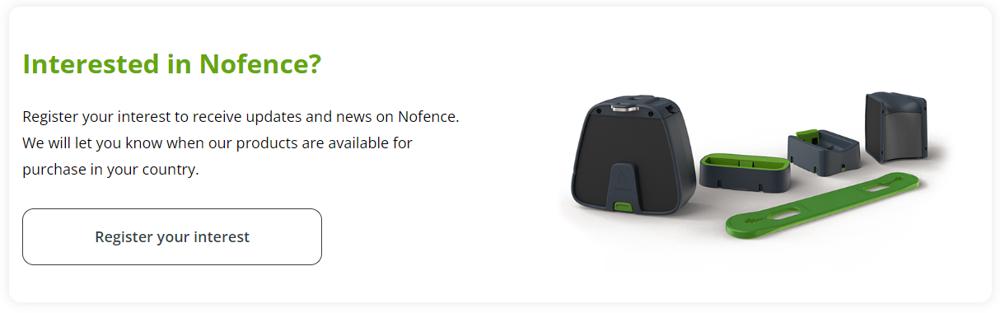 Interested in Nofence?
Register your interest to receive updates and news on Nofence.
We will let you know when our products are available for
purchase in your country.
Register your interest